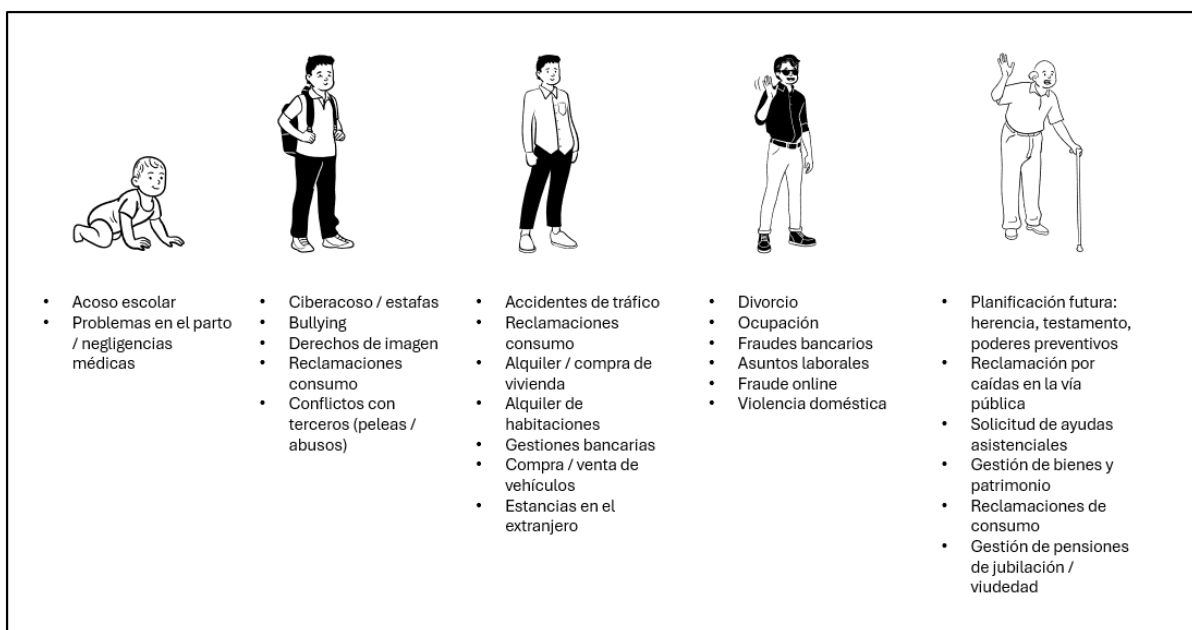 • Acoso escolar
• Problemas en el parto
/ negligencias
médicas
• Ciberacoso / estafas
• Bullying
• Derechos de imagen
• Reclamaciones
consumo
• Conflictos con
terceros (peleas /
abusos)
• Accidentes de tráfico
• Reclamaciones
consumo
• Alquiler / compra de
vivienda
• Alquiler de
habitaciones
• Gestiones bancarias
• Compra / venta de
vehículos
• Estancias en el
extranjero
• Divorcio
• Ocupación
• Fraudes bancarios
• Asuntos laborales
• Fraude online
• Violencia doméstica
• Planificación futura:
herencia, testamento,
poderes preventivos
• Reclamación por
caídas en la vía
pública
• Solicitud de ayudas
asistenciales
• Gestión de bienes y
patrimonio
• Reclamaciones de
consumo
• Gestión de pensiones
de jubilación /
viudedad